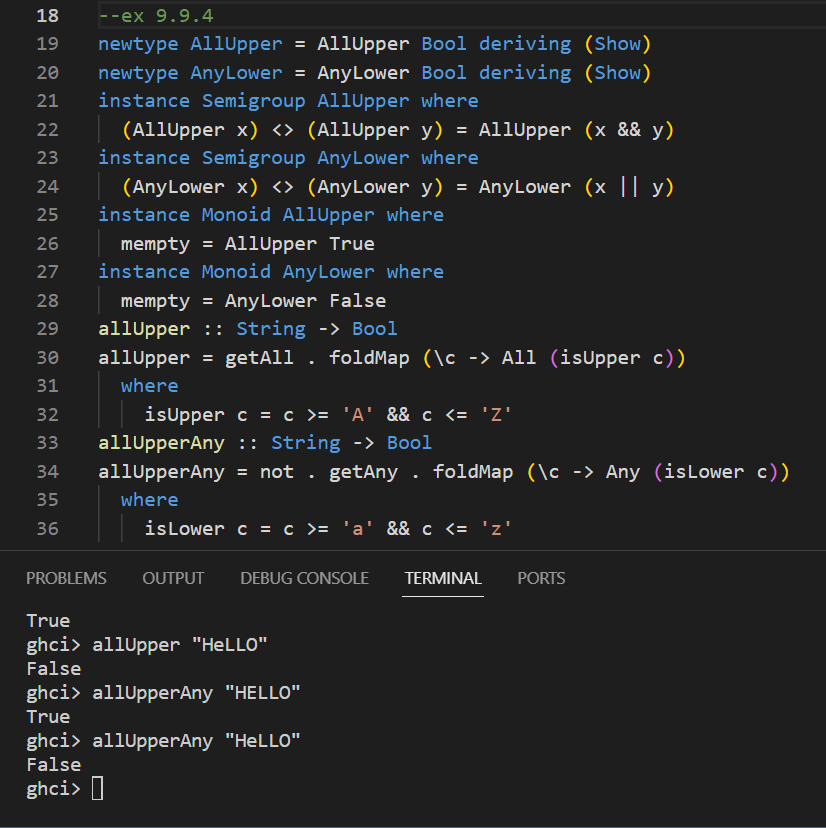 18 --ex 9.9.4
19 newtype AllUpper = AllUpper Bool deriving (Show)
20 newtype AnyLower = AnyLower Bool deriving (Show)
21 instance Semigroup AllUpper where
22 (AllUpper x) <> (AllUpper y) = AllUpper (x && y)
23 instance Semigroup AnyLower where
24 (AnyLower x) <> (AnyLower y) = AnyLower (x || y)
25 instance Monoid AllUpper where
26 mempty = AllUpper True
27 instance Monoid AnyLower where
28 mempty = AnyLower False
29 allUpper :: String -> Bool
30 allUpper = getAll . foldMap (\c -> All (isUpper c))
31 where
32 isUpper c = c >= 'A' && c <= 'Z'
33 allUpperAny :: String -> Bool
34 allUpperAny = not . getAny . foldMap (\c -> Any (isLower c))
35 where
36 isLower c = c >= 'a' && c <= 'z'
PROBLEMS OUTPUT DEBUG CONSOLE TERMINAL PORTS
True
ghci> allUpper "HeLLO"
False
ghci> allUpperAny "HELLO"
True
ghci> allUpperAny "HeLLO"
False
ghci>